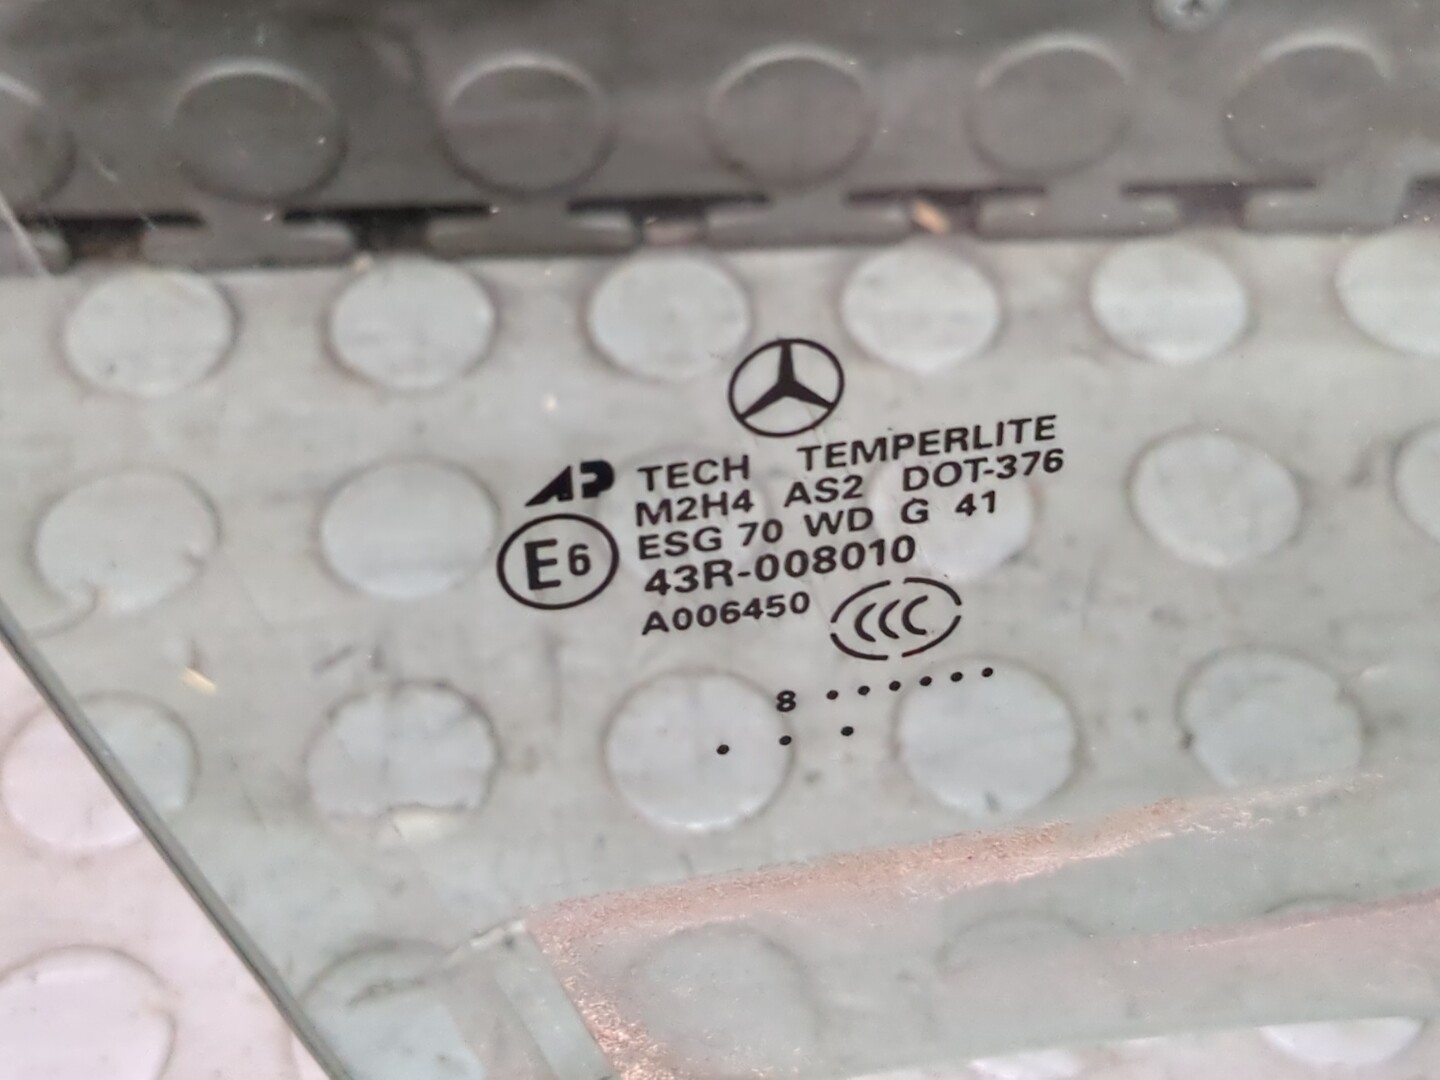 AP TECH TEMPERLITE
M2H4 AS2 DOT-376
ESG 70 WD G 41
E6 43R-008010
A006450 CCC
8 ......
. . .